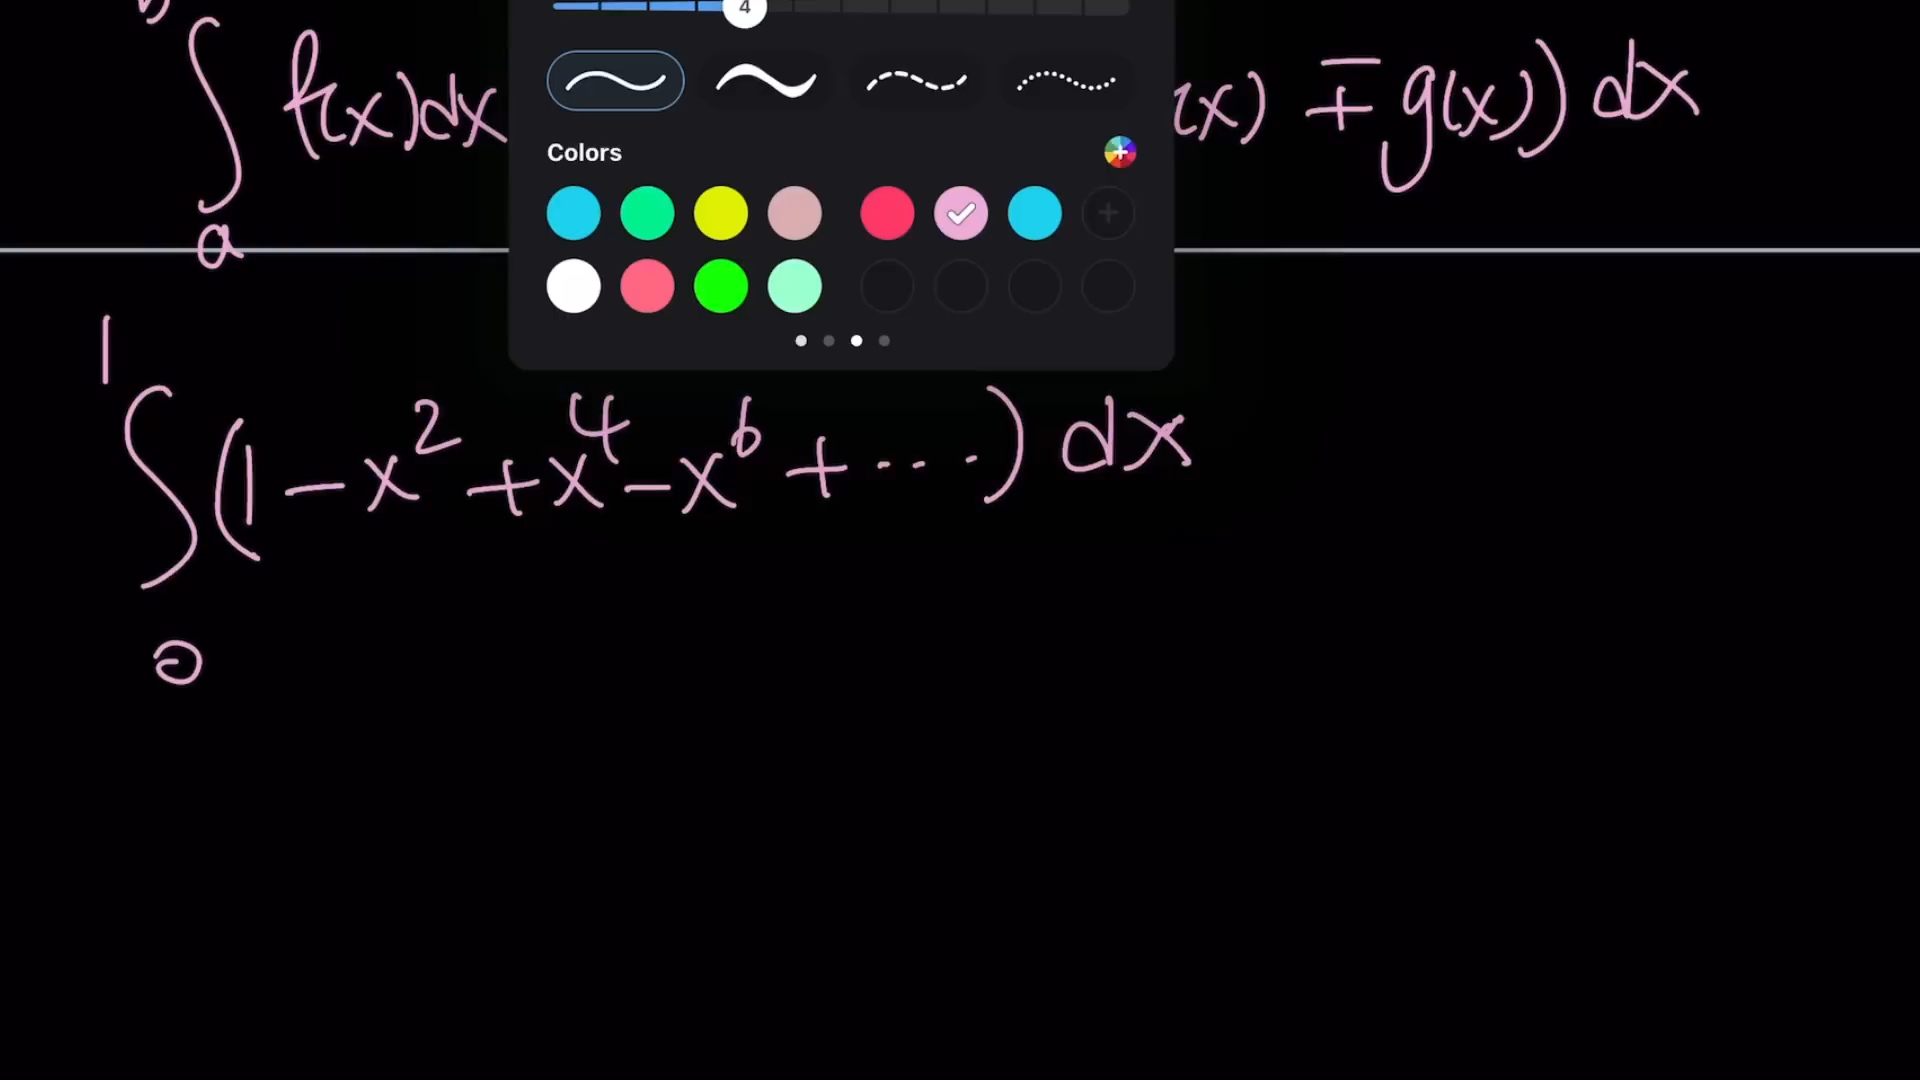 4
∫ f(x)dx (x) ∓ g(x)) dx
a
Colors
1
∫ (1 - x² + x⁴ - x⁶ + ...) dx
0